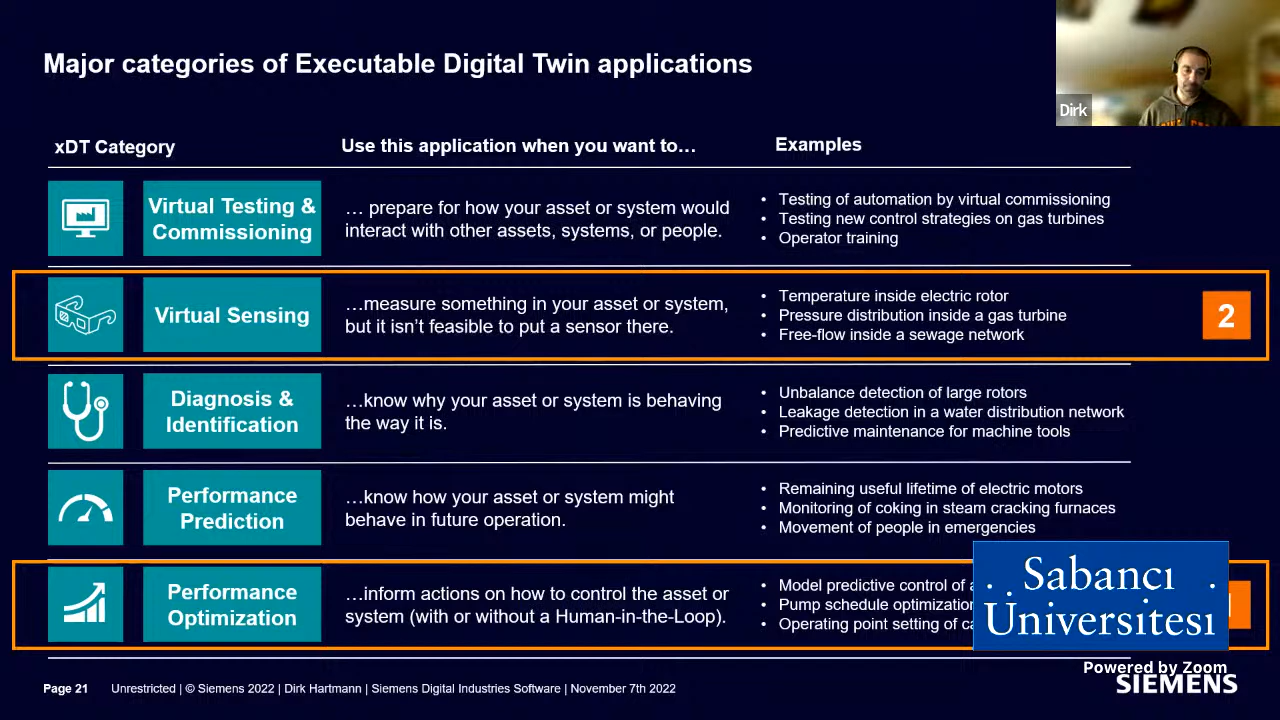 Major categories of Executable Digital Twin applications
Dirk
xDT Category
Use this application when you want to…
Examples
Virtual Testing &
Commissioning
… prepare for how your asset or system would
interact with other assets, systems, or people.
• Testing of automation by virtual commissioning
• Testing new control strategies on gas turbines
• Operator training
Virtual Sensing
…measure something in your asset or system,
but it isn’t feasible to put a sensor there.
• Temperature inside electric rotor
• Pressure distribution inside a gas turbine
• Free-flow inside a sewage network
2
Diagnosis &
Identification
…know why your asset or system is behaving
the way it is.
• Unbalance detection of large rotors
• Leakage detection in a water distribution network
• Predictive maintenance for machine tools
Performance
Prediction
…know how your asset or system might
behave in future operation.
• Remaining useful lifetime of electric motors
• Monitoring of coking in steam cracking furnaces
• Movement of people in emergencies
Performance
Optimization
…inform actions on how to control the asset or
system (with or without a Human-in-the-Loop).
• Model predictive control of
• Pump schedule optimization
• Operating point setting of
Sabancı
Üniversitesi
Powered by Zoom
SIEMENS
Page 21 Unrestricted | © Siemens 2022 | Dirk Hartmann | Siemens Digital Industries Software | November 7th 2022